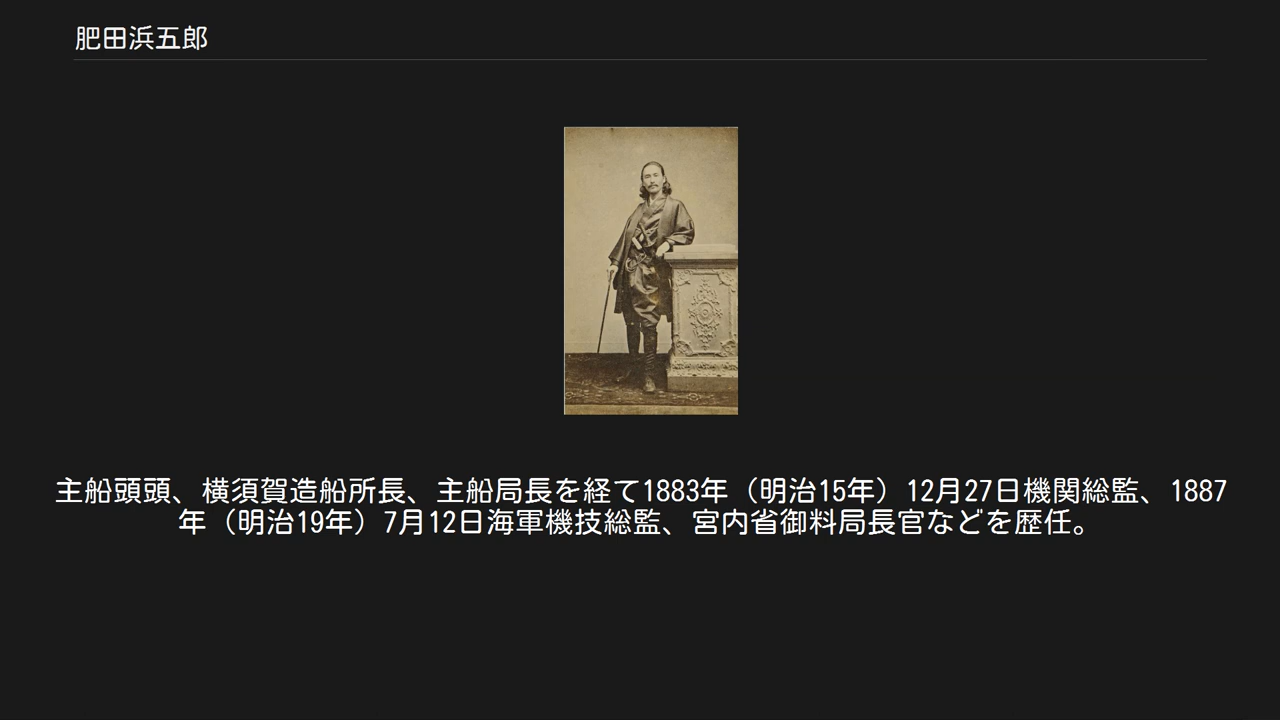 肥田浜五郎
主船頭頭、横須賀造船所長、主船局長を経て1883年（明治15年）12月27日機関総監、1887
年（明治19年）7月12日海軍機技総監、宮内省御料局長官などを歴任。